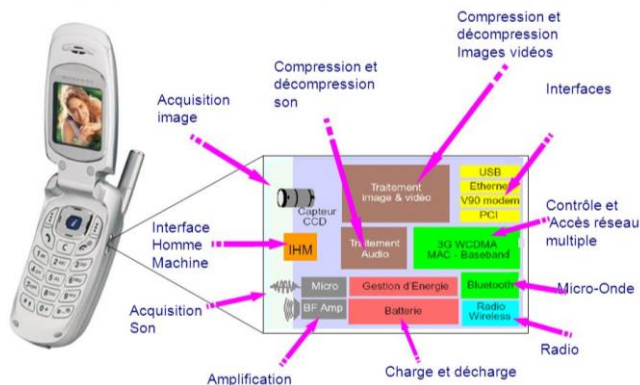 Compression et
décompression
Images vidéos
Compression et
décompression
son
Acquisition
image
Interfaces
USB
Ethernet
V90 modem
PCI
Traitement
image & vidéo
Capteur
CCD
Contrôle et
Accès réseau
multiple
Interface
Homme
Machine
IHM
Traitement
Audio
3G WCDMA
MAC - Baseband
Micro
Gestion d'Energie
Bluetooth
Micro-Onde
Acquisition
Son
BF Amp
Batterie
Radio
Wireless
Radio
Amplification
Charge et décharge